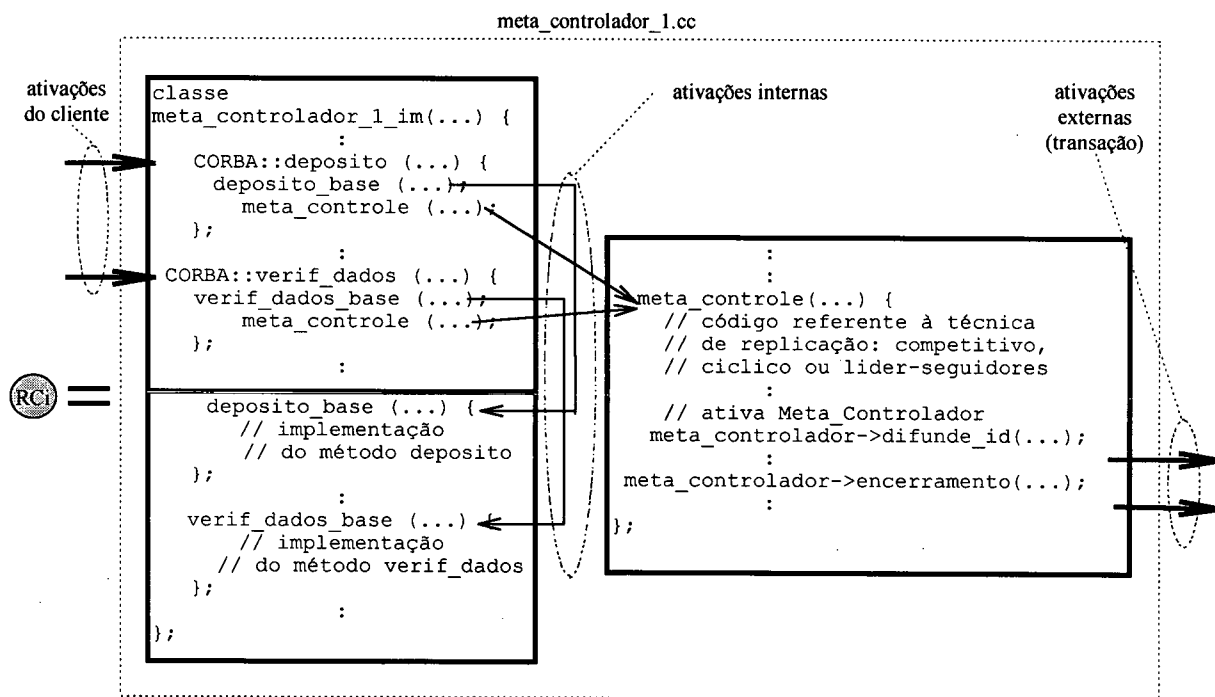 meta_controlador_1.cc
ativações
do cliente
classe
meta_controlador_1_im(...) {
:
CORBA::deposito (...) {
deposito_base (...);
meta_controle (...);
};
:
CORBA::verif_dados (...) {
verif_dados_base (...);
meta_controle (...);
};
:
deposito_base (...) {
// implementação
// do método deposito
};
:
verif_dados_base (...) {
// implementação
// do método verif_dados
};
:
};
RCi
=
ativações internas
ativações
externas
(transação)
:
:
meta_controle(...) {
// código referente à técnica
// de replicação: competitivo,
// ciclico ou lider-seguidores
:
// ativa Meta_Controlador
meta_controlador->difunde_id(...);
:
meta_controlador->encerramento(...);
:
};